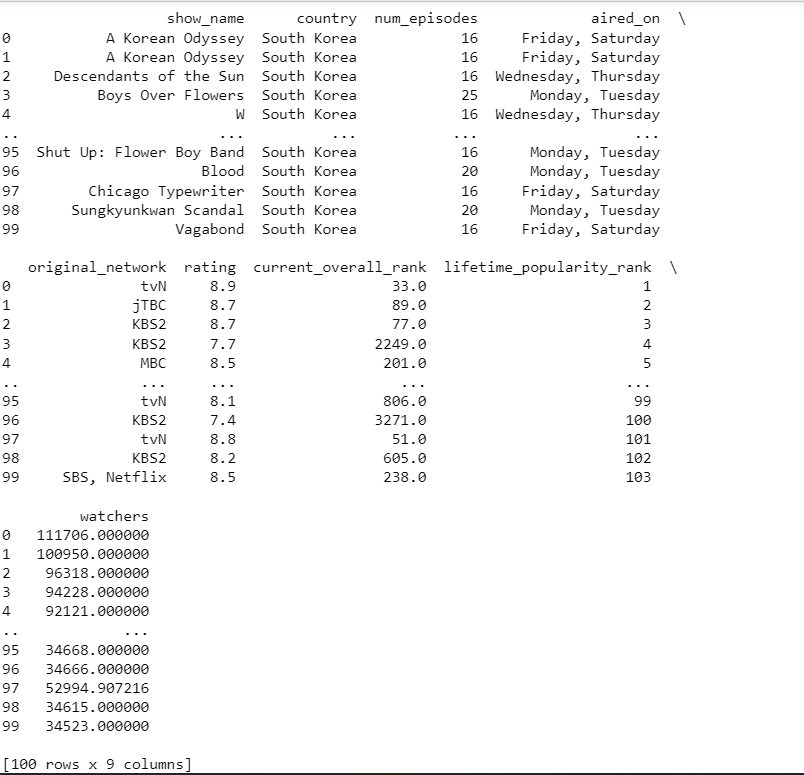 show_name country num_episodes aired_on \
0 A Korean Odyssey South Korea 16 Friday, Saturday
1 A Korean Odyssey South Korea 16 Friday, Saturday
2 Descendants of the Sun South Korea 16 Wednesday, Thursday
3 Boys Over Flowers South Korea 25 Monday, Tuesday
4 W South Korea 16 Wednesday, Thursday
.. ... ... ... ...
95 Shut Up: Flower Boy Band South Korea 16 Monday, Tuesday
96 Blood South Korea 20 Monday, Tuesday
97 Chicago Typewriter South Korea 16 Friday, Saturday
98 Sungkyunkwan Scandal South Korea 20 Monday, Tuesday
99 Vagabond South Korea 16 Friday, Saturday
original_network rating current_overall_rank lifetime_popularity_rank \
0 tvN 8.9 33.0 1
1 jTBC 8.7 89.0 2
2 KBS2 8.7 77.0 3
3 KBS2 7.7 2249.0 4
4 MBC 8.5 201.0 5
.. ... ... ... ...
95 tvN 8.1 806.0 99
96 KBS2 7.4 3271.0 100
97 tvN 8.8 51.0 101
98 KBS2 8.2 605.0 102
99 SBS, Netflix 8.5 238.0 103
watchers
0 111706.000000
1 100950.000000
2 96318.000000
3 94228.000000
4 92121.000000
.. ...
95 34668.000000
96 34666.000000
97 52994.907216
98 34615.000000
99 34523.000000
[100 rows x 9 columns]